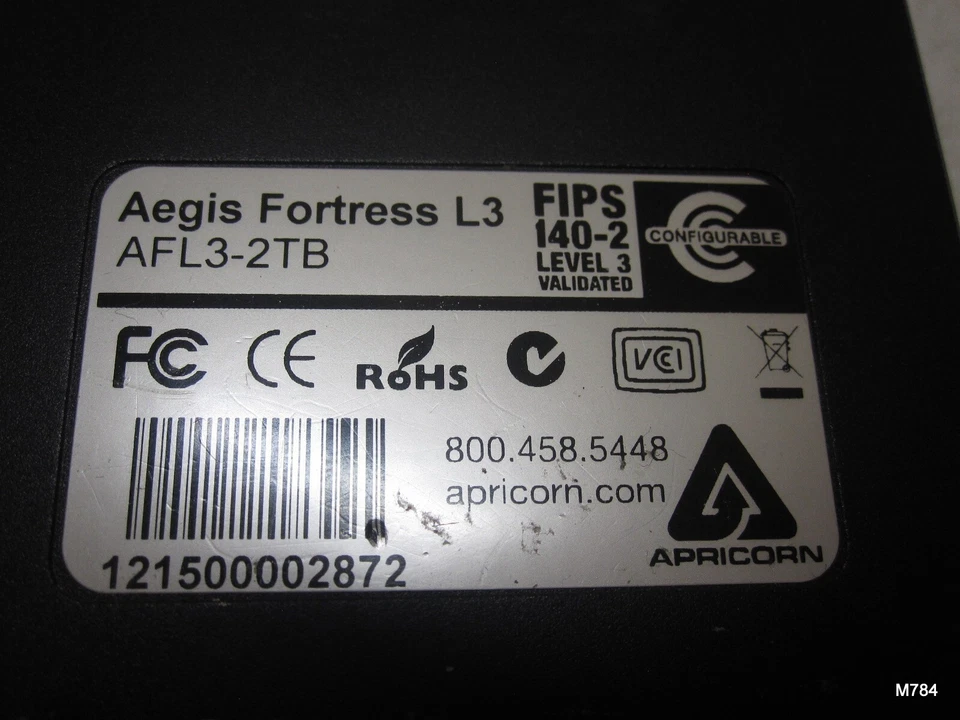 Aegis Fortress L3
AFL3-2TB
FIPS
140-2
LEVEL 3
VALIDATED
CONFIGURABLE
FC CE RoHS VCCI
800.458.5448
apricorn.com
121500002872
APRICORN
M784